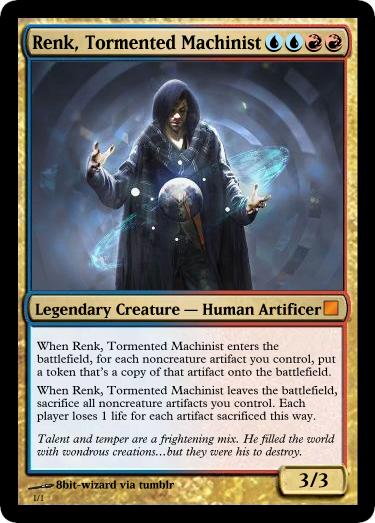 Renk, Tormented Machinist
Legendary Creature — Human Artificer
When Renk, Tormented Machinist enters the
battlefield, for each noncreature artifact you control, put
a token that's a copy of that artifact onto the battlefield.
When Renk, Tormented Machinist leaves the battlefield,
sacrifice all noncreature artifacts you control. Each
player loses 1 life for each artifact sacrificed this way.
Talent and temper are a frightening mix. He filled the world
with wondrous creations...but they were his to destroy.
3/3
8bit-wizard via tumblr
1/1